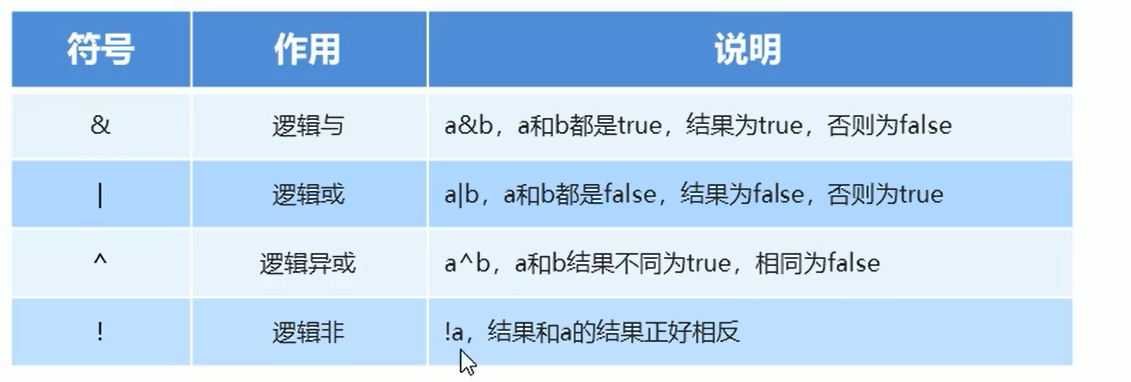 符号 作用 说明
& 逻辑与 a&b，a和b都是true，结果为true，否则为false
| 逻辑或 a|b，a和b都是false，结果为false，否则为true
^ 逻辑异或 a^b，a和b结果不同为true，相同为false
! 逻辑非 !a，结果和a的结果正好相反